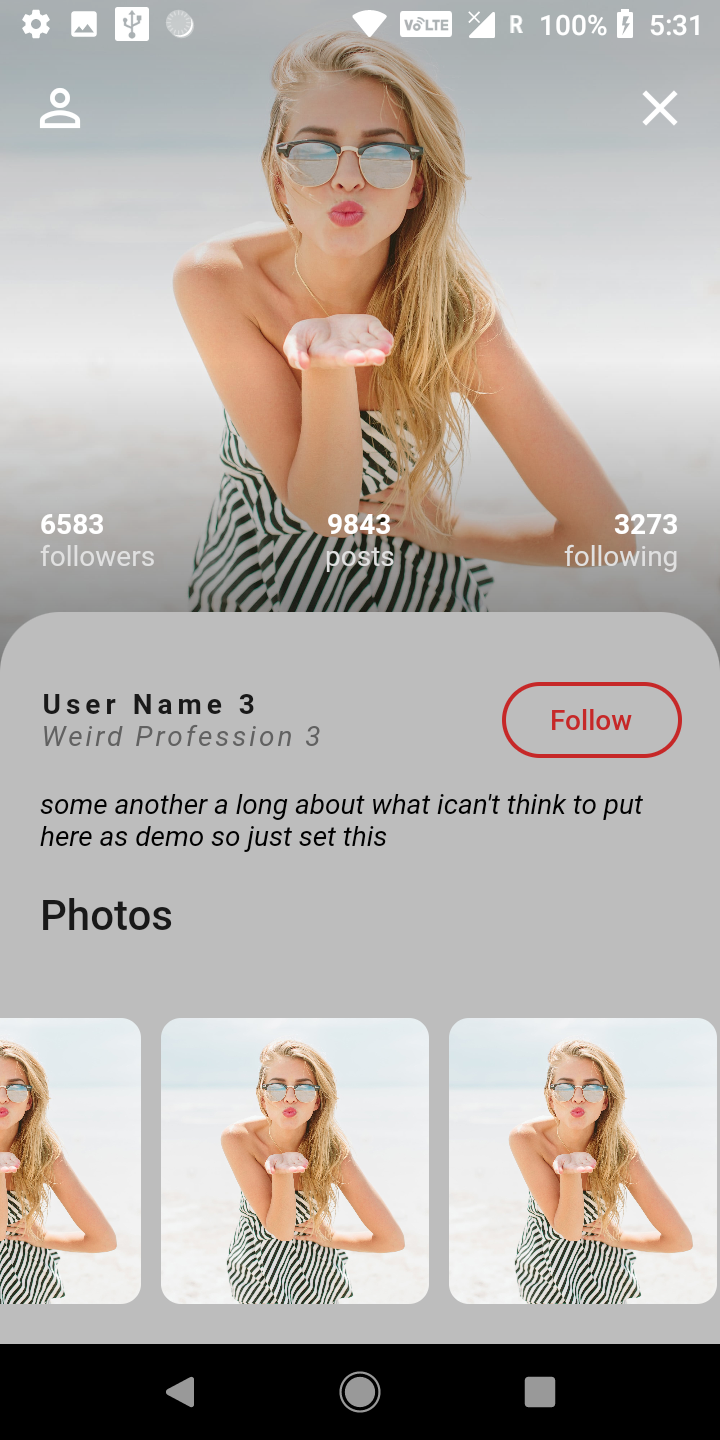 VoLTE R 100% 5:31
6583 9843 3273
followers posts following
User Name 3
Weird Profession 3
Follow
some another a long about what ican't think to put
here as demo so just set this
Photos